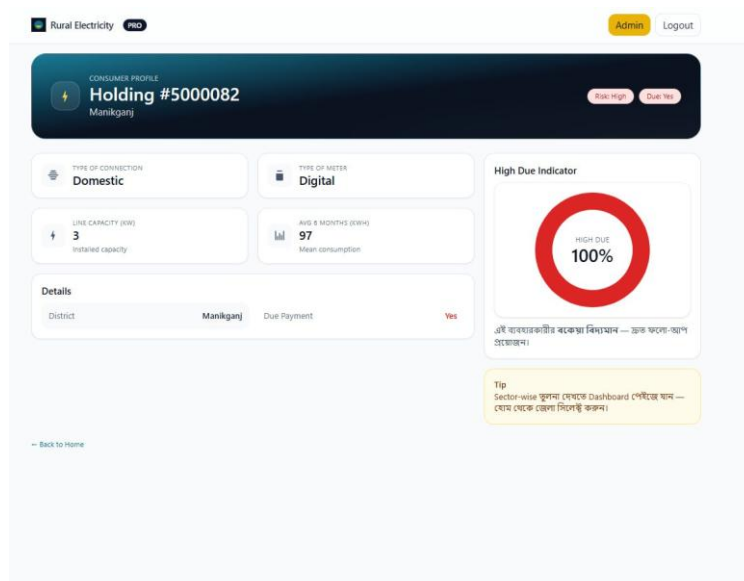 Rural Electricity PRO
Admin
Logout
CONSUMER PROFILE
Holding #5000082
Manikganj
Risk: High
Due: Yes
TYPE OF CONNECTION
Domestic
TYPE OF METER
Digital
LINE CAPACITY (KW)
3
Installed capacity
AVG 6 MONTHS (KWH)
97
Mean consumption
Details
District Manikganj
Due Payment Yes
High Due Indicator
HIGH DUE
100%
এই ব্যবহারকারীর বকেয়া বিদ্যমান — দ্রুত ফলো-আপ
প্রয়োজন।
Tip
Sector-wise তুলনা দেখতে Dashboard পেইজে যান —
হোম থেকে জেলা সিলেক্ট করুন।
← Back to Home